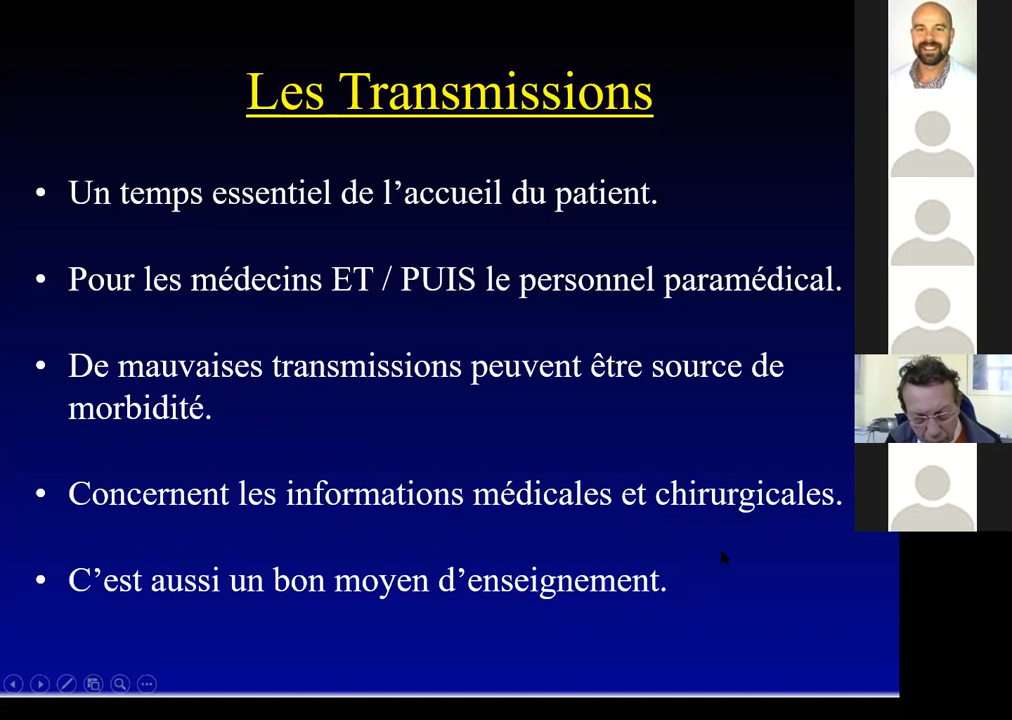 Les Transmissions
• Un temps essentiel de l’accueil du patient.
• Pour les médecins ET / PUIS le personnel paramédical.
• De mauvaises transmissions peuvent être source de
morbidité.
• Concernent les informations médicales et chirurgicales.
• C’est aussi un bon moyen d’enseignement.